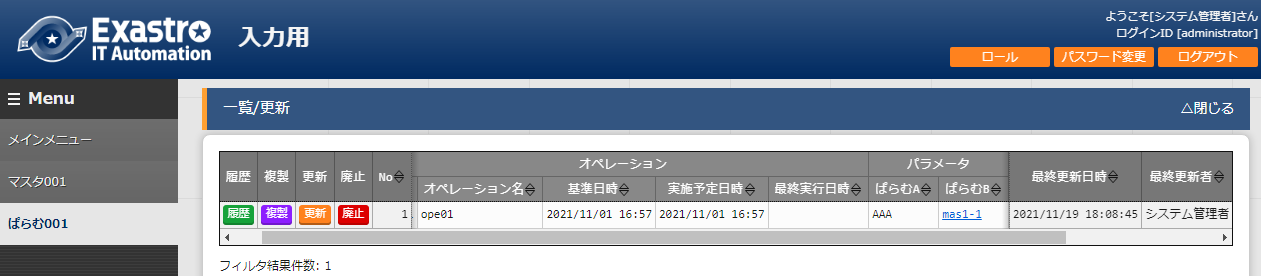 Exastro
IT Automation
入力用
ようこそ[システム管理者]さん
ログインID [administrator]
ロール パスワード変更 ログアウト
Menu
メインメニュー
マスタ001
ぱらむ001
一覧/更新 △閉じる
履歴 複製 更新 廃止 No オペレーション パラメータ 最終更新日時 最終更新者
オペレーション名 基準日時 実施予定日時 最終実行日時 ぱらむA ぱらむB
履歴 複製 更新 廃止 1 ope01 2021/11/01 16:57 2021/11/01 16:57 AAA mas1-1 2021/11/19 18:08:45 システム管理者
フィルタ結果件数: 1